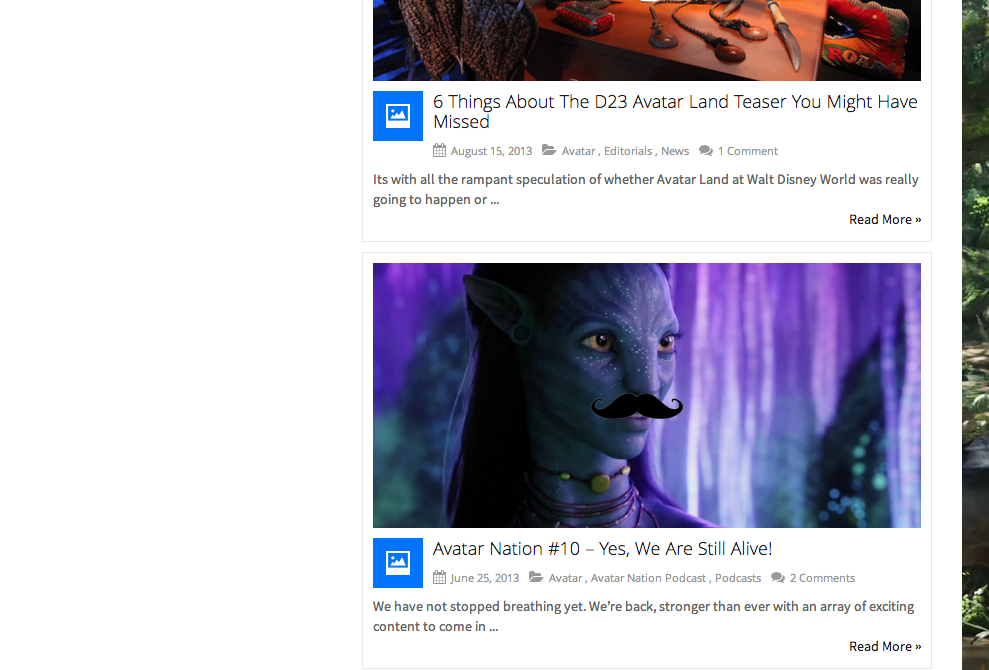 ROA
6 Things About The D23 Avatar Land Teaser You Might Have
Missed
August 15, 2013 Avatar , Editorials , News 1 Comment
Its with all the rampant speculation of whether Avatar Land at Walt Disney World was really
going to happen or ...
Read More »
Avatar Nation #10 – Yes, We Are Still Alive!
June 25, 2013 Avatar , Avatar Nation Podcast , Podcasts 2 Comments
We have not stopped breathing yet. We’re back, stronger than ever with an array of exciting
content to come in ...
Read More »